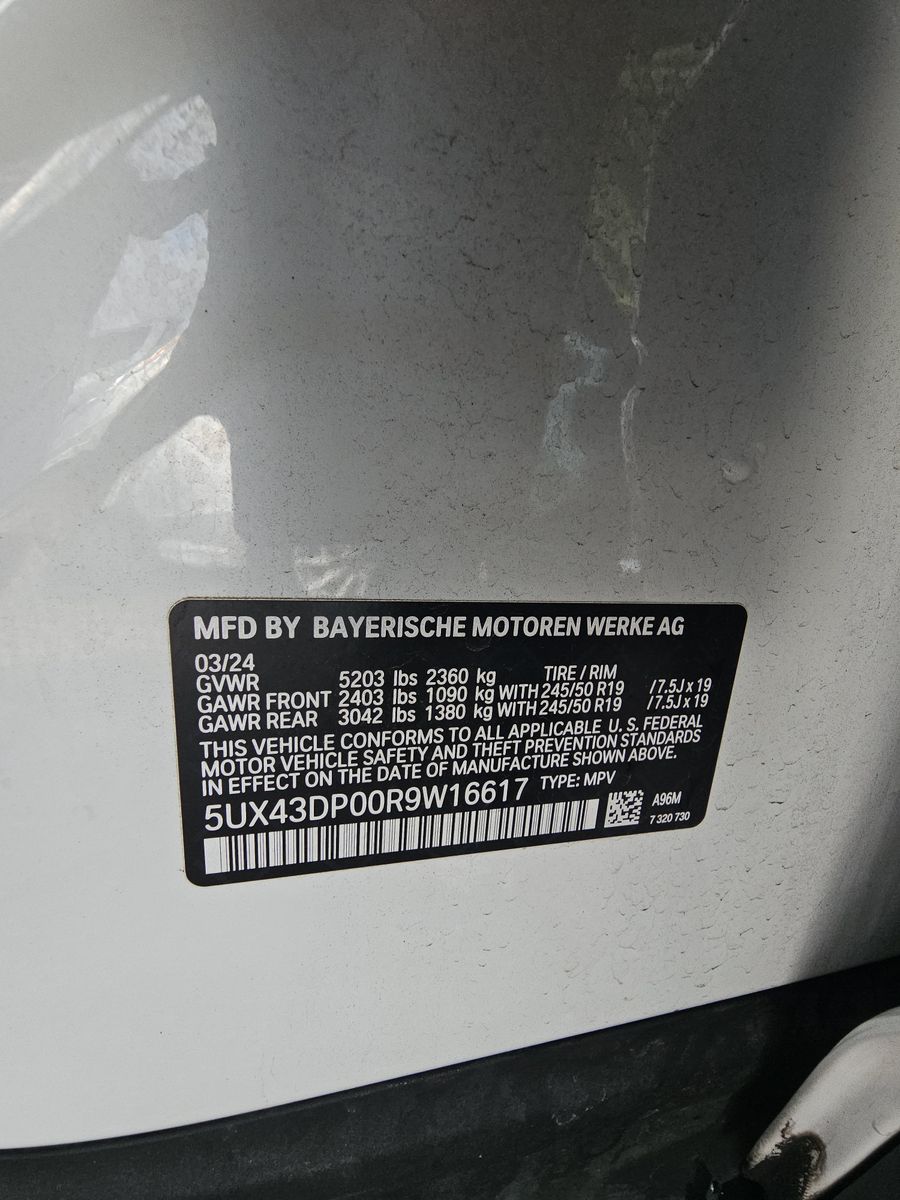 MFD BY BAYERISCHE MOTOREN WERKE AG
03/24
GVWR 5203 lbs 2360 kg TIRE / RIM
GAWR FRONT 2403 lbs 1090 kg WITH 245/50 R19 / 7.5J x 19
GAWR REAR 3042 lbs 1380 kg WITH 245/50 R19 / 7.5J x 19
THIS VEHICLE CONFORMS TO ALL APPLICABLE U. S. FEDERAL
MOTOR VEHICLE SAFETY AND THEFT PREVENTION STANDARDS
IN EFFECT ON THE DATE OF MANUFACTURE SHOWN ABOVE.
5UX43DP00R9W16617 TYPE: MPV
A96M
7 320 730